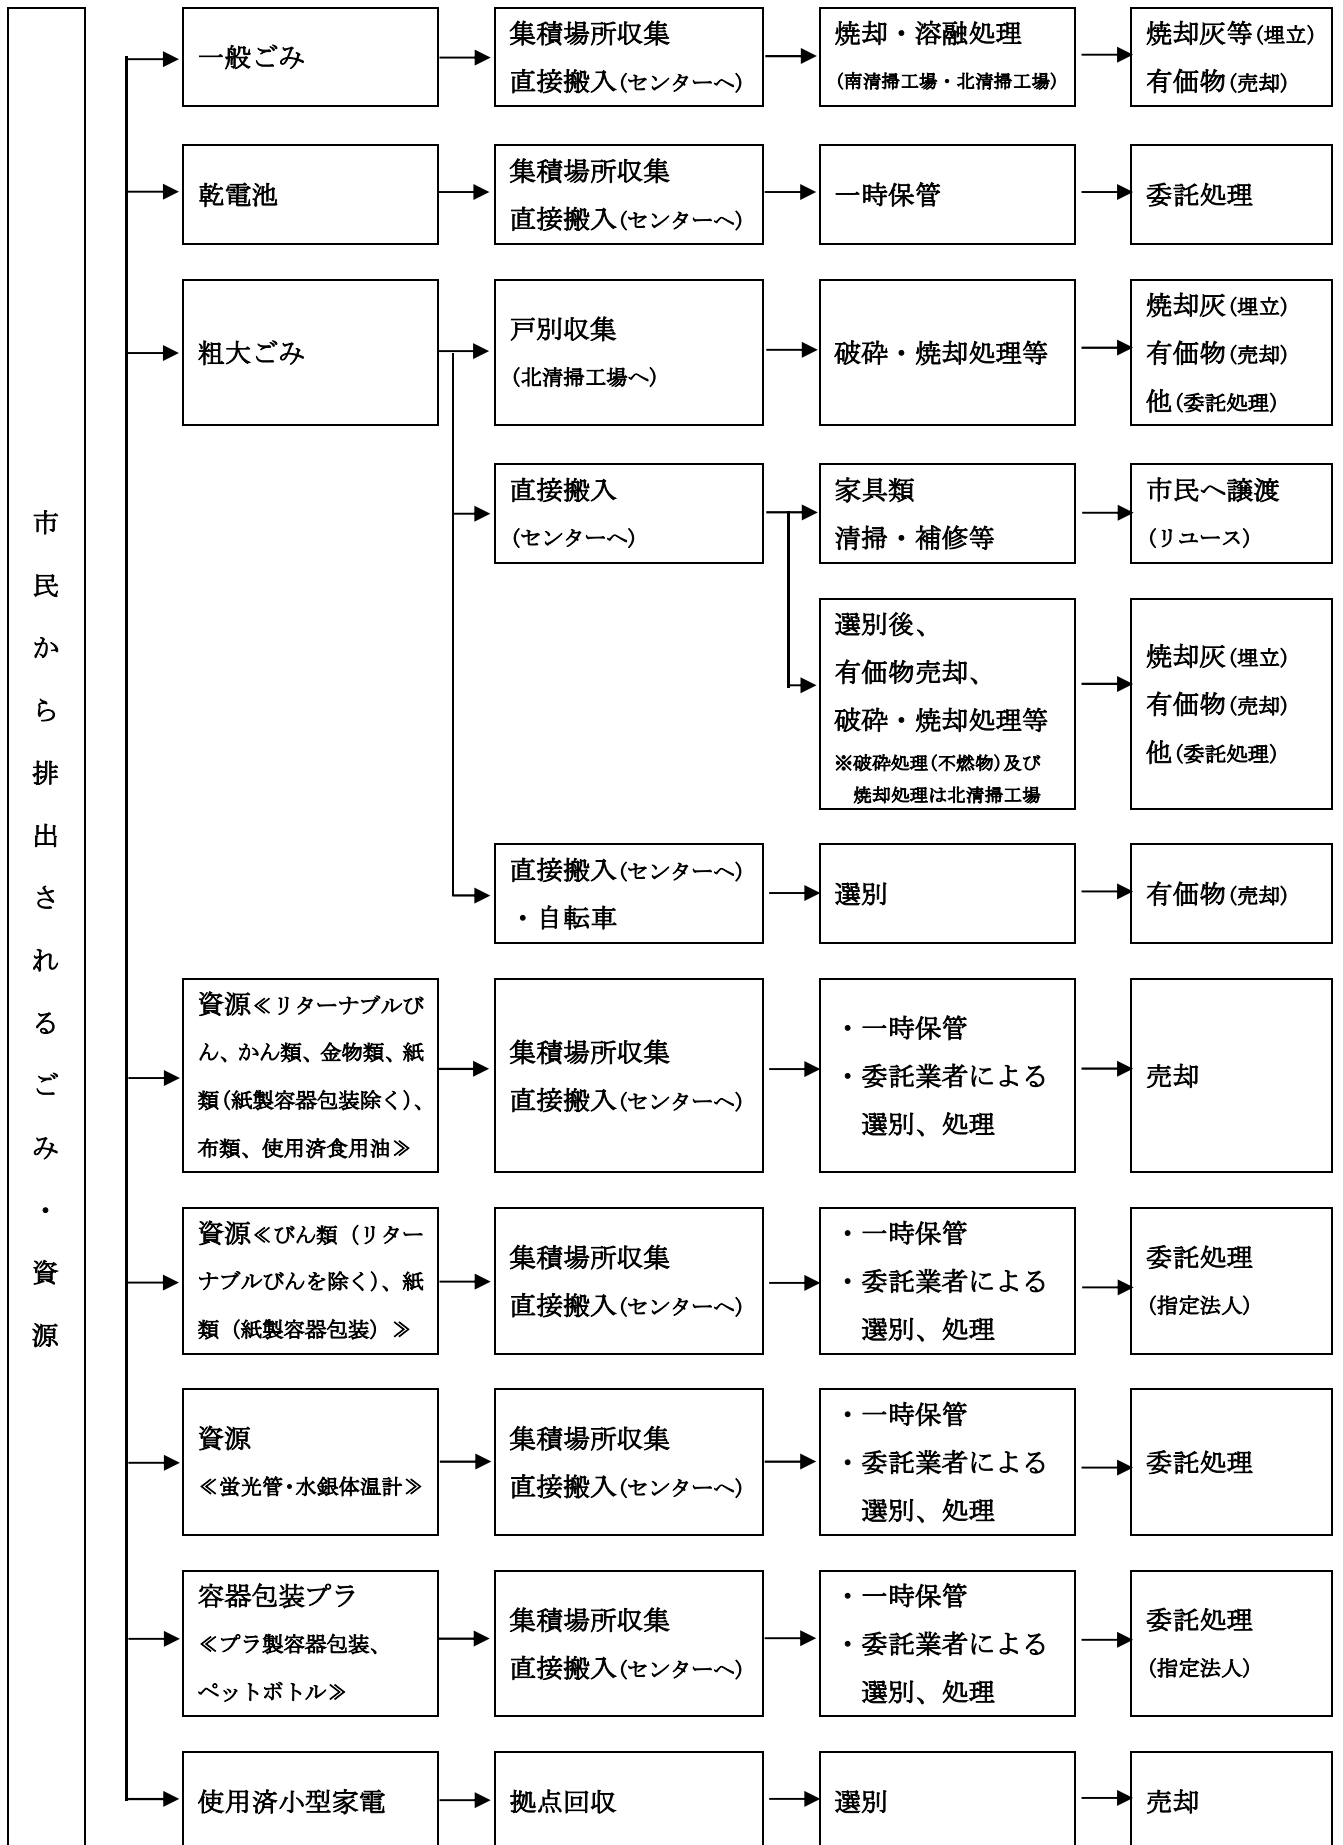 市民から排出されるごみ・資源
一般ごみ
集積場所収集
直接搬入(センターへ)
焼却・溶融処理
(南清掃工場・北清掃工場)
焼却灰等(埋立)
有価物(売却)
乾電池
集積場所収集
直接搬入(センターへ)
一時保管
委託処理
粗大ごみ
戸別収集
(北清掃工場へ)
破砕・焼却処理等
焼却灰(埋立)
有価物(売却)
他(委託処理)
直接搬入
(センターへ)
家具類
清掃・補修等
市民へ譲渡
(リユース)
選別後、
有価物売却、
破砕・焼却処理等
※破砕処理(不燃物)及び
焼却処理は北清掃工場
焼却灰(埋立)
有価物(売却)
他(委託処理)
直接搬入(センターへ)
・自転車
選別
有価物(売却)
資源≪リターナブルび
ん、かん類、金物類、紙
類(紙製容器包装除く)、
布類、使用済食用油≫
集積場所収集
直接搬入(センターへ)
・一時保管
・委託業者による
選別、処理
売却
資源≪びん類（リター
ナブルびんを除く)、紙
類（紙製容器包装）≫
集積場所収集
直接搬入(センターへ)
・一時保管
・委託業者による
選別、処理
委託処理
(指定法人)
資源
≪蛍光管・水銀体温計≫
集積場所収集
直接搬入(センターへ)
・一時保管
・委託業者による
選別、処理
委託処理
容器包装プラ
≪プラ製容器包装、
ペットボトル≫
集積場所収集
直接搬入(センターへ)
・一時保管
・委託業者による
選別、処理
委託処理
(指定法人)
使用済小型家電
拠点回収
選別
売却